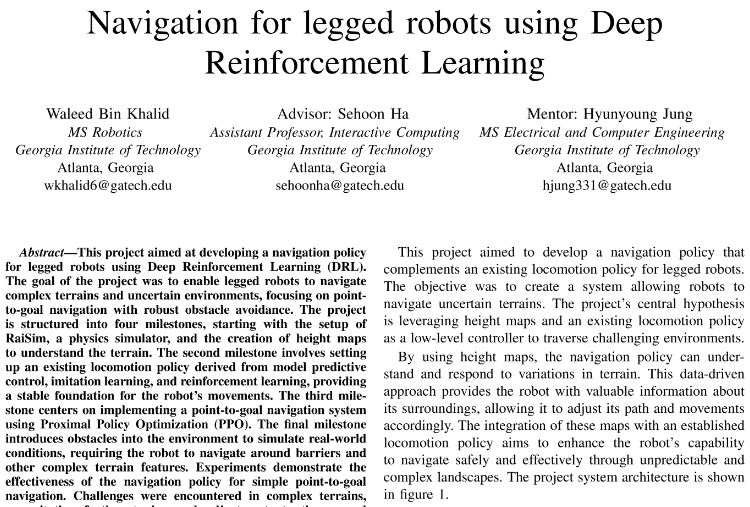 Navigation for legged robots using Deep
Reinforcement Learning
Waleed Bin Khalid
MS Robotics
Georgia Institute of Technology
Atlanta, Georgia
wkhalid6@gatech.edu
Advisor: Sehoon Ha
Assistant Professor, Interactive Computing
Georgia Institute of Technology
Atlanta, Georgia
sehoonha@gatech.edu
Mentor: Hyunyoung Jung
MS Electrical and Computer Engineering
Georgia Institute of Technology
Atlanta, Georgia
hjung331@gatech.edu
Abstract—This project aimed at developing a navigation policy
for legged robots using Deep Reinforcement Learning (DRL).
The goal of the project was to enable legged robots to navigate
complex terrains and uncertain environments, focusing on point-
to-goal navigation with robust obstacle avoidance. The project
is structured into four milestones, starting with the setup of
RaiSim, a physics simulator, and the creation of height maps
to understand the terrain. The second milestone involves setting
up an existing locomotion policy derived from model predictive
control, imitation learning, and reinforcement learning, providing
a stable foundation for the robot's movements. The third mile-
stone centers on implementing a point-to-goal navigation system
using Proximal Policy Optimization (PPO). The final milestone
introduces obstacles into the environment to simulate real-world
conditions, requiring the robot to navigate around barriers and
other complex terrain features. Experiments demonstrate the
effectiveness of the navigation policy for simple point-to-goal
navigation. Challenges were encountered in complex terrains,
This project aimed to develop a navigation policy that
complements an existing locomotion policy for legged robots.
The objective was to create a system allowing robots to
navigate uncertain terrains. The project's central hypothesis
is leveraging height maps and an existing locomotion policy
as a low-level controller to traverse challenging environments.
By using height maps, the navigation policy can under-
stand and respond to variations in terrain. This data-driven
approach provides the robot with valuable information about
its surroundings, allowing it to adjust its path and movements
accordingly. The integration of these maps with an established
locomotion policy aims to enhance the robot's capability
to navigate safely and effectively through unpredictable and
complex landscapes. The project system architecture is shown
in figure 1.